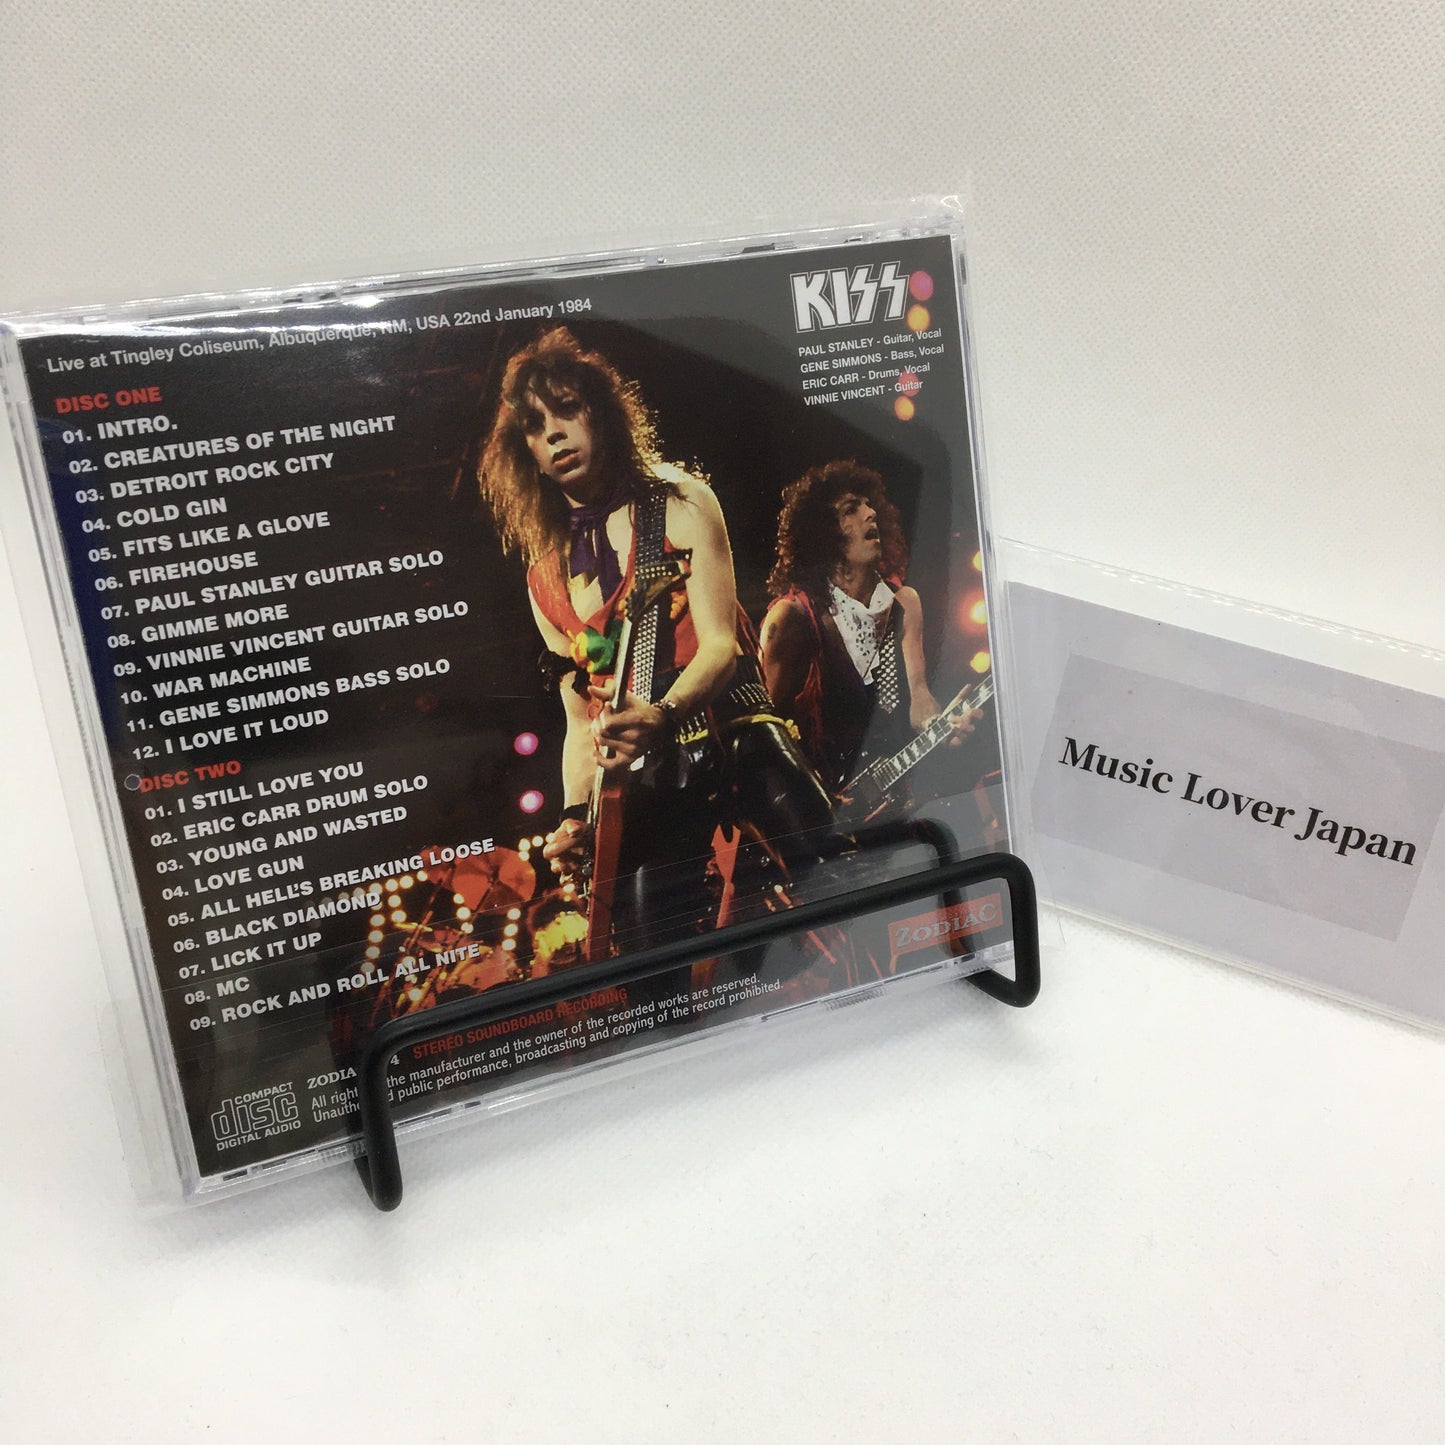 Live at Tingley Coliseum, Albuquerque, NM, USA 22nd January 1984
KISS
PAUL STANLEY - Guitar, Vocal
GENE SIMMONS - Bass, Vocal
ERIC CARR - Drums, Vocal
VINNIE VINCENT - Guitar
DISC ONE
01. INTRO.
02. CREATURES OF THE NIGHT
03. DETROIT ROCK CITY
04. COLD GIN
05. FITS LIKE A GLOVE
06. FIREHOUSE
07. PAUL STANLEY GUITAR SOLO
08. GIMME MORE
09. VINNIE VINCENT GUITAR SOLO
10. WAR MACHINE
11. GENE SIMMONS BASS SOLO
12. I LOVE IT LOUD
DISC TWO
01. I STILL LOVE YOU
02. ERIC CARR DRUM SOLO
03. YOUNG AND WASTED
04. LOVE GUN
05. ALL HELL'S BREAKING LOOSE
06. BLACK DIAMOND
07. LICK IT UP
08. MC
09. ROCK AND ROLL ALL NITE
ZODIAC
COMPACT
disc
DIGITAL AUDIO
ZODIA 4 STEREO SOUNDBOARD RECORDING
All right the manufacturer and the owner of the recorded works are reserved.
Unautho d public performance, broadcasting and copying of the record prohibited.
Music Lover Japan